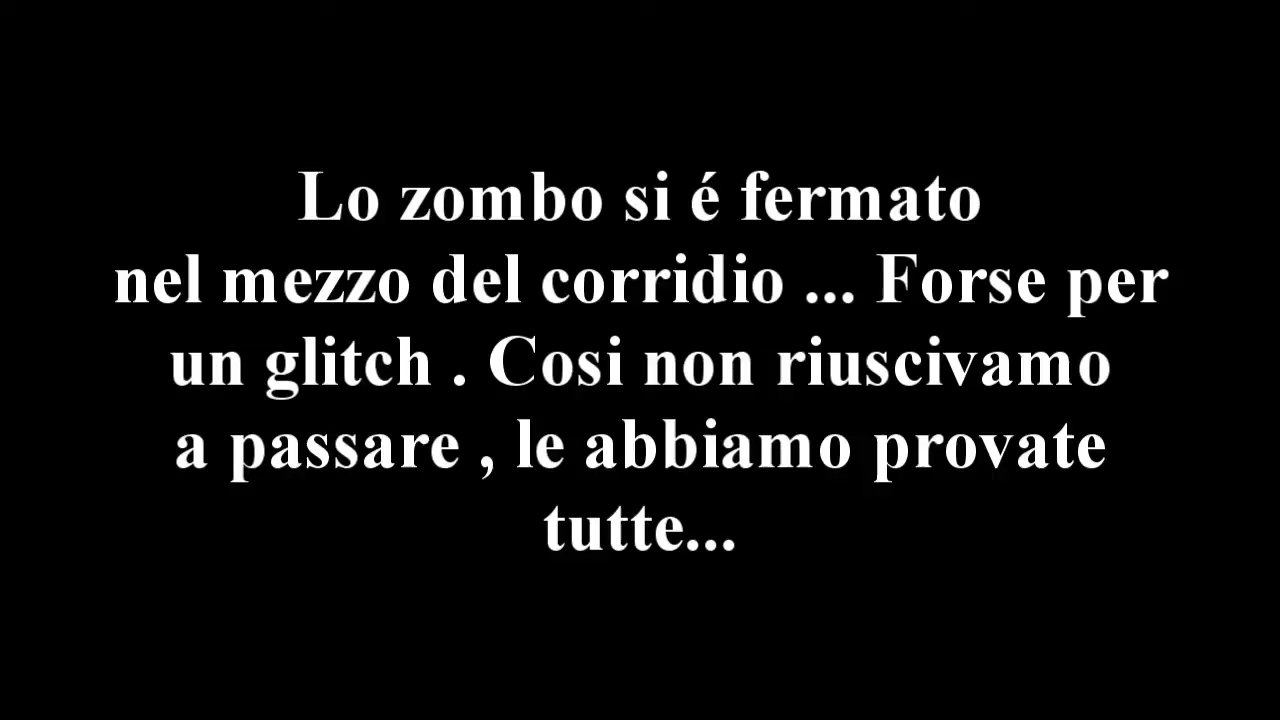 Lo zombo si é fermato
nel mezzo del corridio ... Forse per
un glitch . Cosi non riuscivamo
a passare , le abbiamo provate
tutte...